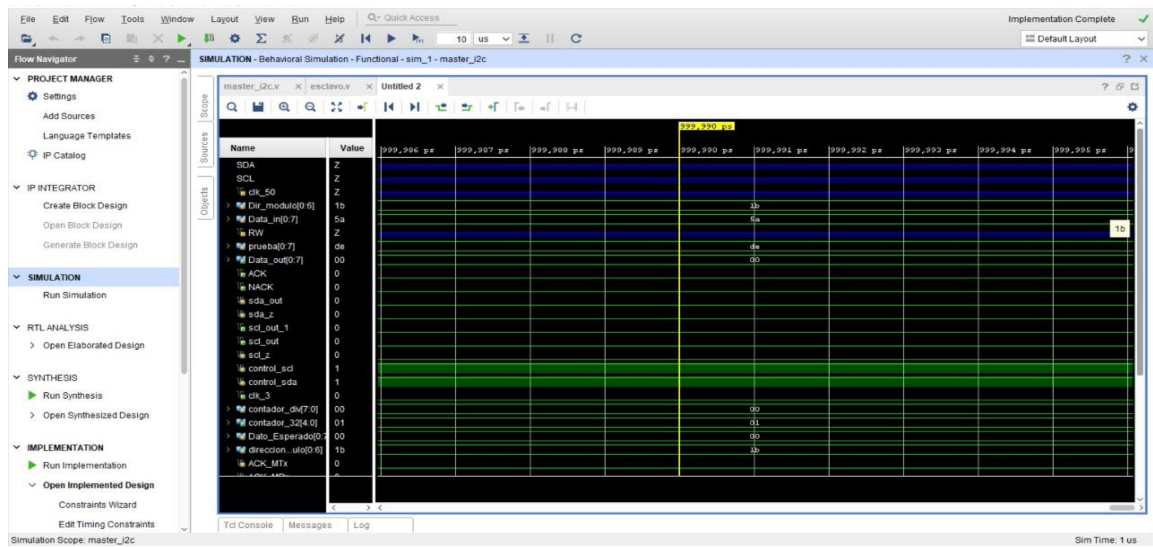 File Edit Flow Tools Window Layout View Run Help Quick Access Implementation Complete
10 us Default Layout
Flow Navigator
SIMULATION - Behavioral Simulation - Functional - sim_1 - master_i2c
PROJECT MANAGER
Settings
Add Sources
Language Templates
IP Catalog
IP INTEGRATOR
Create Block Design
Open Block Design
Generate Block Design
SIMULATION
Run Simulation
RTL ANALYSIS
Open Elaborated Design
SYNTHESIS
Run Synthesis
Open Synthesized Design
IMPLEMENTATION
Run Implementation
Open Implemented Design
Constraints Wizard
Edit Timing Constraints
Scope
Sources
Objects
master_i2c.v esclavo.v Untitled 2
999,990 ps
Name Value 999,986 ps 999,987 ps 999,988 ps 999,989 ps 999,990 ps 999,991 ps 999,992 ps 999,993 ps 999,994 ps 999,995 ps 9
SDA Z
SCL Z
clk_50 Z
Dir_modulo[0:6] 1b 1b
Data_in[0:7] 5a 5a
RW Z
1b
prueba[0:7] de de
Data_out[0:7] 00 00
ACK 0
NACK 0
sda_out 0
sda_z 0
scl_out_1 0
scl_out 0
scl_z 0
control_scl 1
control_sda 1
clk_3 0
contador_div[7:0] 00 00
contador_32[4:0] 01 01
Dato_Esperado[0:7 00 00
direccion...ulo[0:6] 1b 1b
ACK_MTx 0
Tcl Console Messages Log
Simulation Scope: master_i2c Sim Time: 1 us